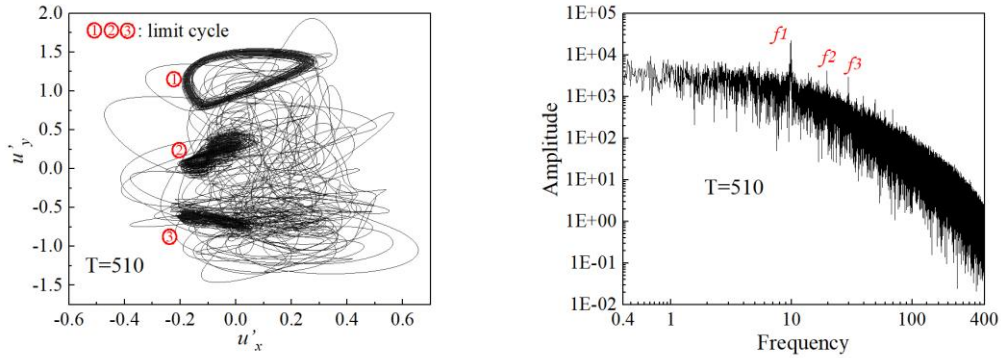 ①②③: limit cycle
2.0
1.5
1.0
0.5
0.0
-0.5
-1.0
-1.5
u'y
①
②
③
T=510
-0.6 -0.4 -0.2 0.0 0.2 0.4 0.6
u'x
1E+05
1E+04
1E+03
1E+02
1E+01
1E+00
1E-01
1E-02
Amplitude
f1
f2
f3
T=510
0.4 1 10 100 400
Frequency